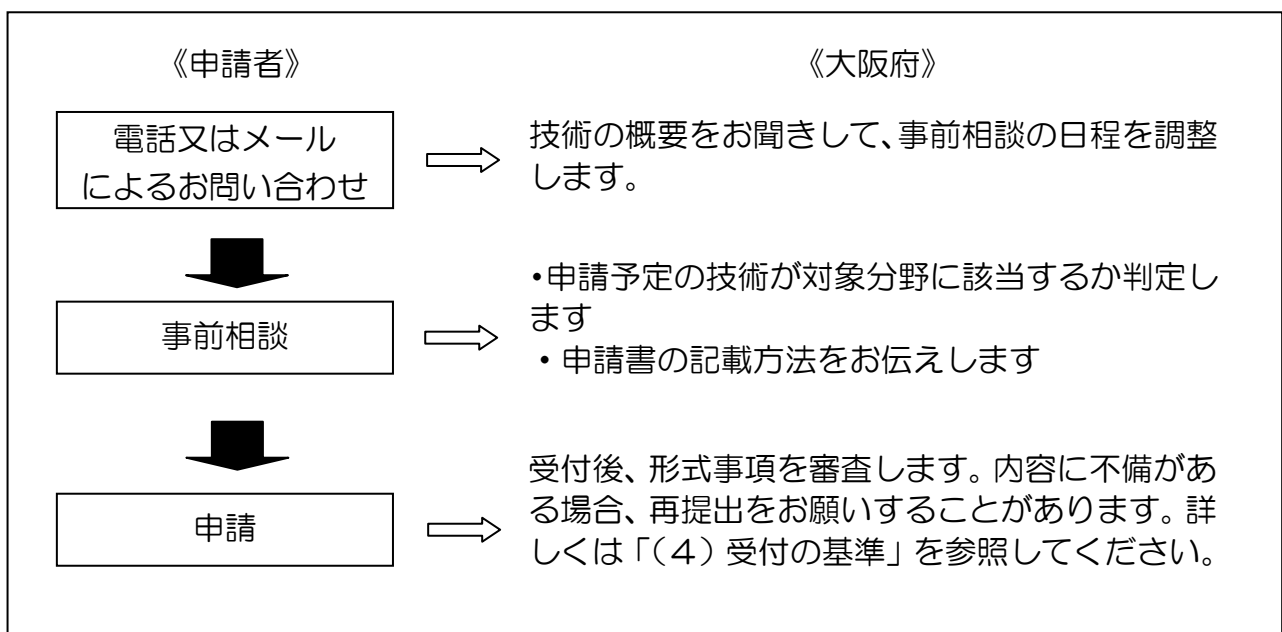 《申請者》
《大阪府》
電話又はメール
によるお問い合わせ
技術の概要をお聞きして、事前相談の日程を調整
します。
事前相談
・申請予定の技術が対象分野に該当するか判定し
ます
・申請書の記載方法をお伝えします
申請
受付後、形式事項を審査します。内容に不備があ
る場合、再提出をお願いすることがあります。詳
しくは「（４）受付の基準」を参照してください。